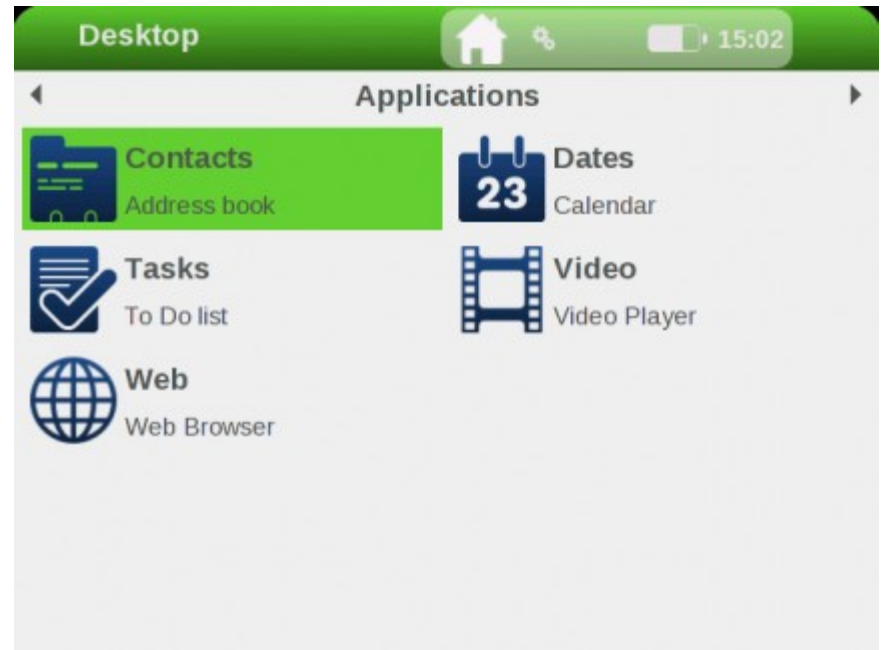 Desktop
15:02
Applications
Contacts
Address book
Dates
23
Calendar
Tasks
To Do list
Video
Video Player
Web
Web Browser